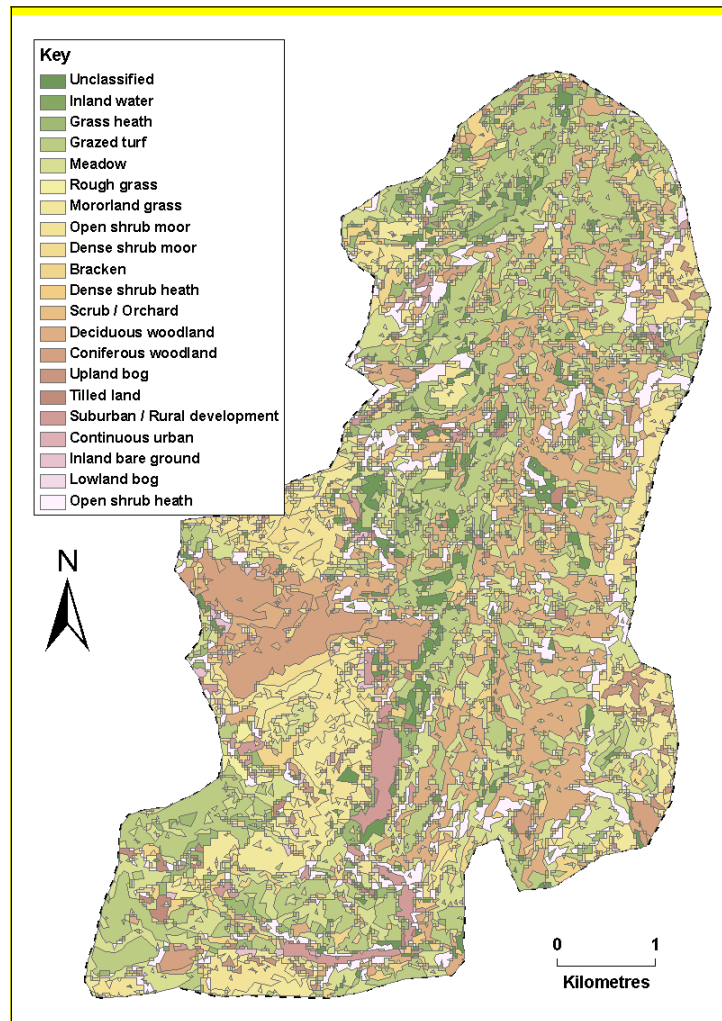 Key
Unclassified
Inland water
Grass heath
Grazed turf
Meadow
Rough grass
Mororland grass
Open shrub moor
Dense shrub moor
Bracken
Dense shrub heath
Scrub / Orchard
Deciduous woodland
Coniferous woodland
Upland bog
Tilled land
Suburban / Rural development
Continuous urban
Inland bare ground
Lowland bog
Open shrub heath
N
0 1
Kilometres